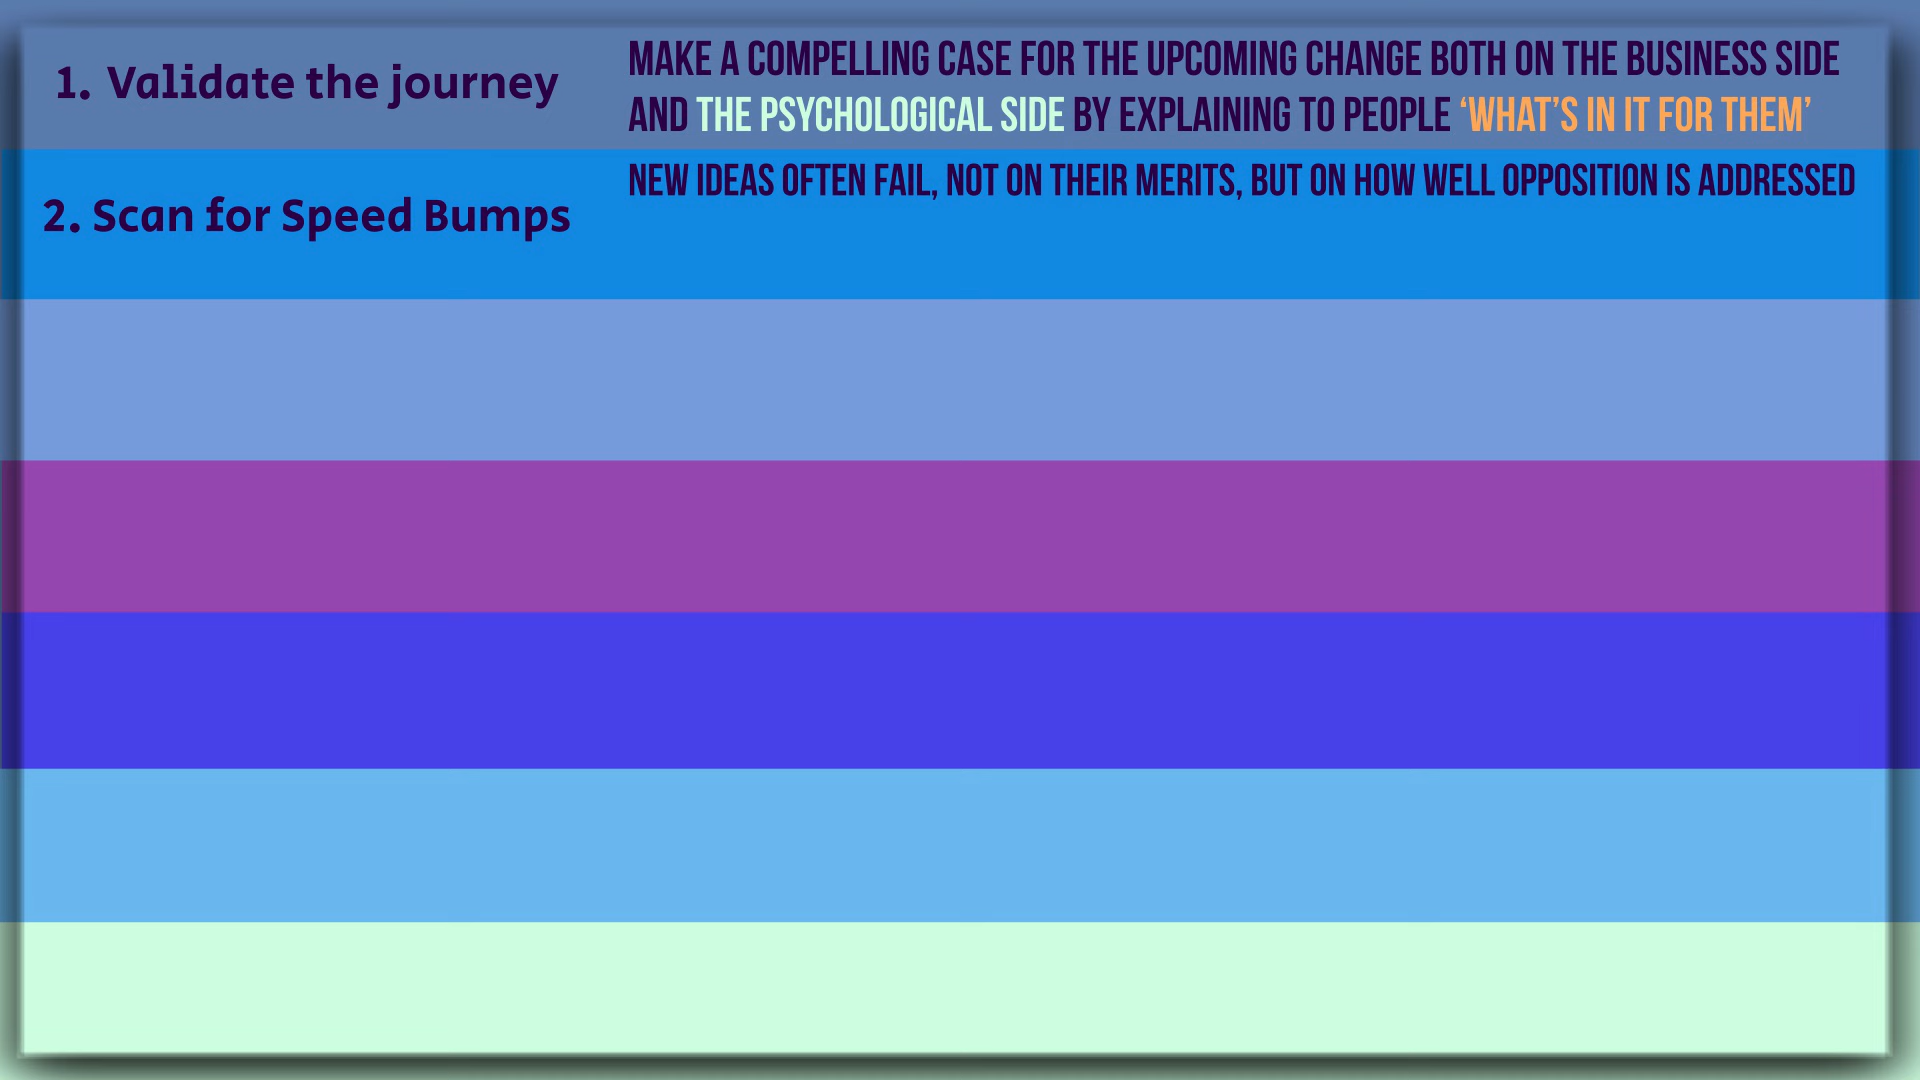 1. Validate the journey
MAKE A COMPELLING CASE FOR THE UPCOMING CHANGE BOTH ON THE BUSINESS SIDE
AND THE PSYCHOLOGICAL SIDE BY EXPLAINING TO PEOPLE ‘WHAT’S IN IT FOR THEM’
2. Scan for Speed Bumps
NEW IDEAS OFTEN FAIL, NOT ON THEIR MERITS, BUT ON HOW WELL OPPOSITION IS ADDRESSED